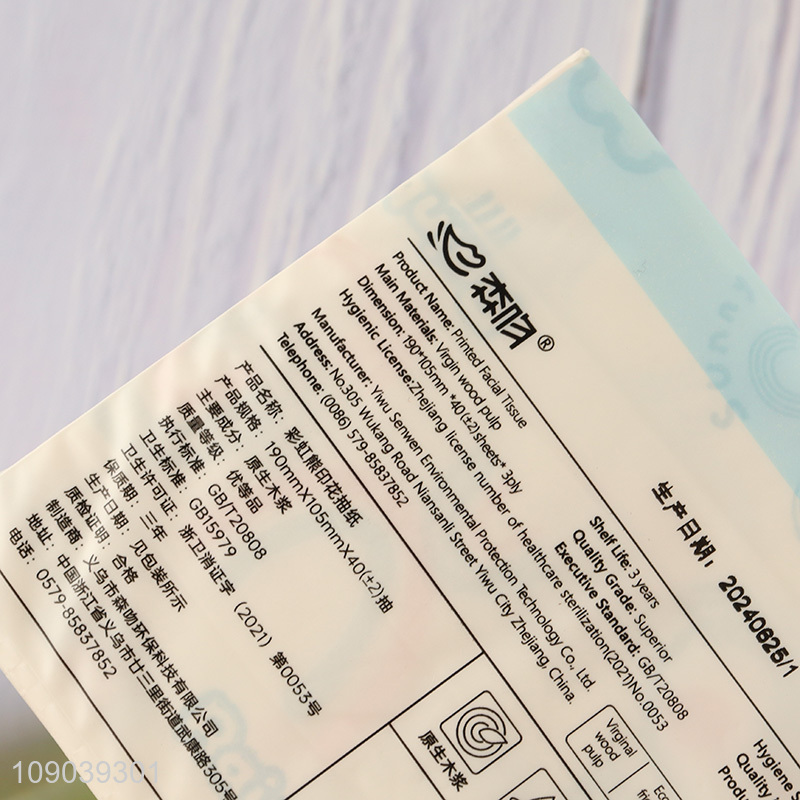 森吻®
Product Name: Printed Facial Tissue
Main Materials: Virgin wood pulp
Dimension: 190*105mm *40(±2)sheets* 3ply
Hygienic License:Zhejiang license number of healthcare sterilization(2021)No.0053
Manufacturer: Yiwu Senwen Environmental Protection Technology Co., Ltd.
Address: No.305 Wukang Road Niansanli Street Yiwu City Zhejiang, China.
Telephone: (0086) 579-85837852
Shelf Life: 3 years
Quality Grade: Superior
Executive Standard: GB/T20808
生产日期: 20240625/1
产品名称: 彩虹熊印花抽纸
产品规格: 190mmX105mmX40(±2)抽
主要成分: 原生木浆
质量等级: 优等品
执行标准: GB/T20808
卫生标准: GB15979
卫生许可证: 浙卫消证字 (2021) 第0053号
保质期: 三年
生产日期: 见包装所示
质检证明: 合格
制造商: 义乌市森吻环保科技有限公司
地址: 中国浙江省义乌市廿三里街道武康路305号
电话: 0579-85837852
原生木浆
Virginal
wood
pulp
Hygiene
Quality
109039301